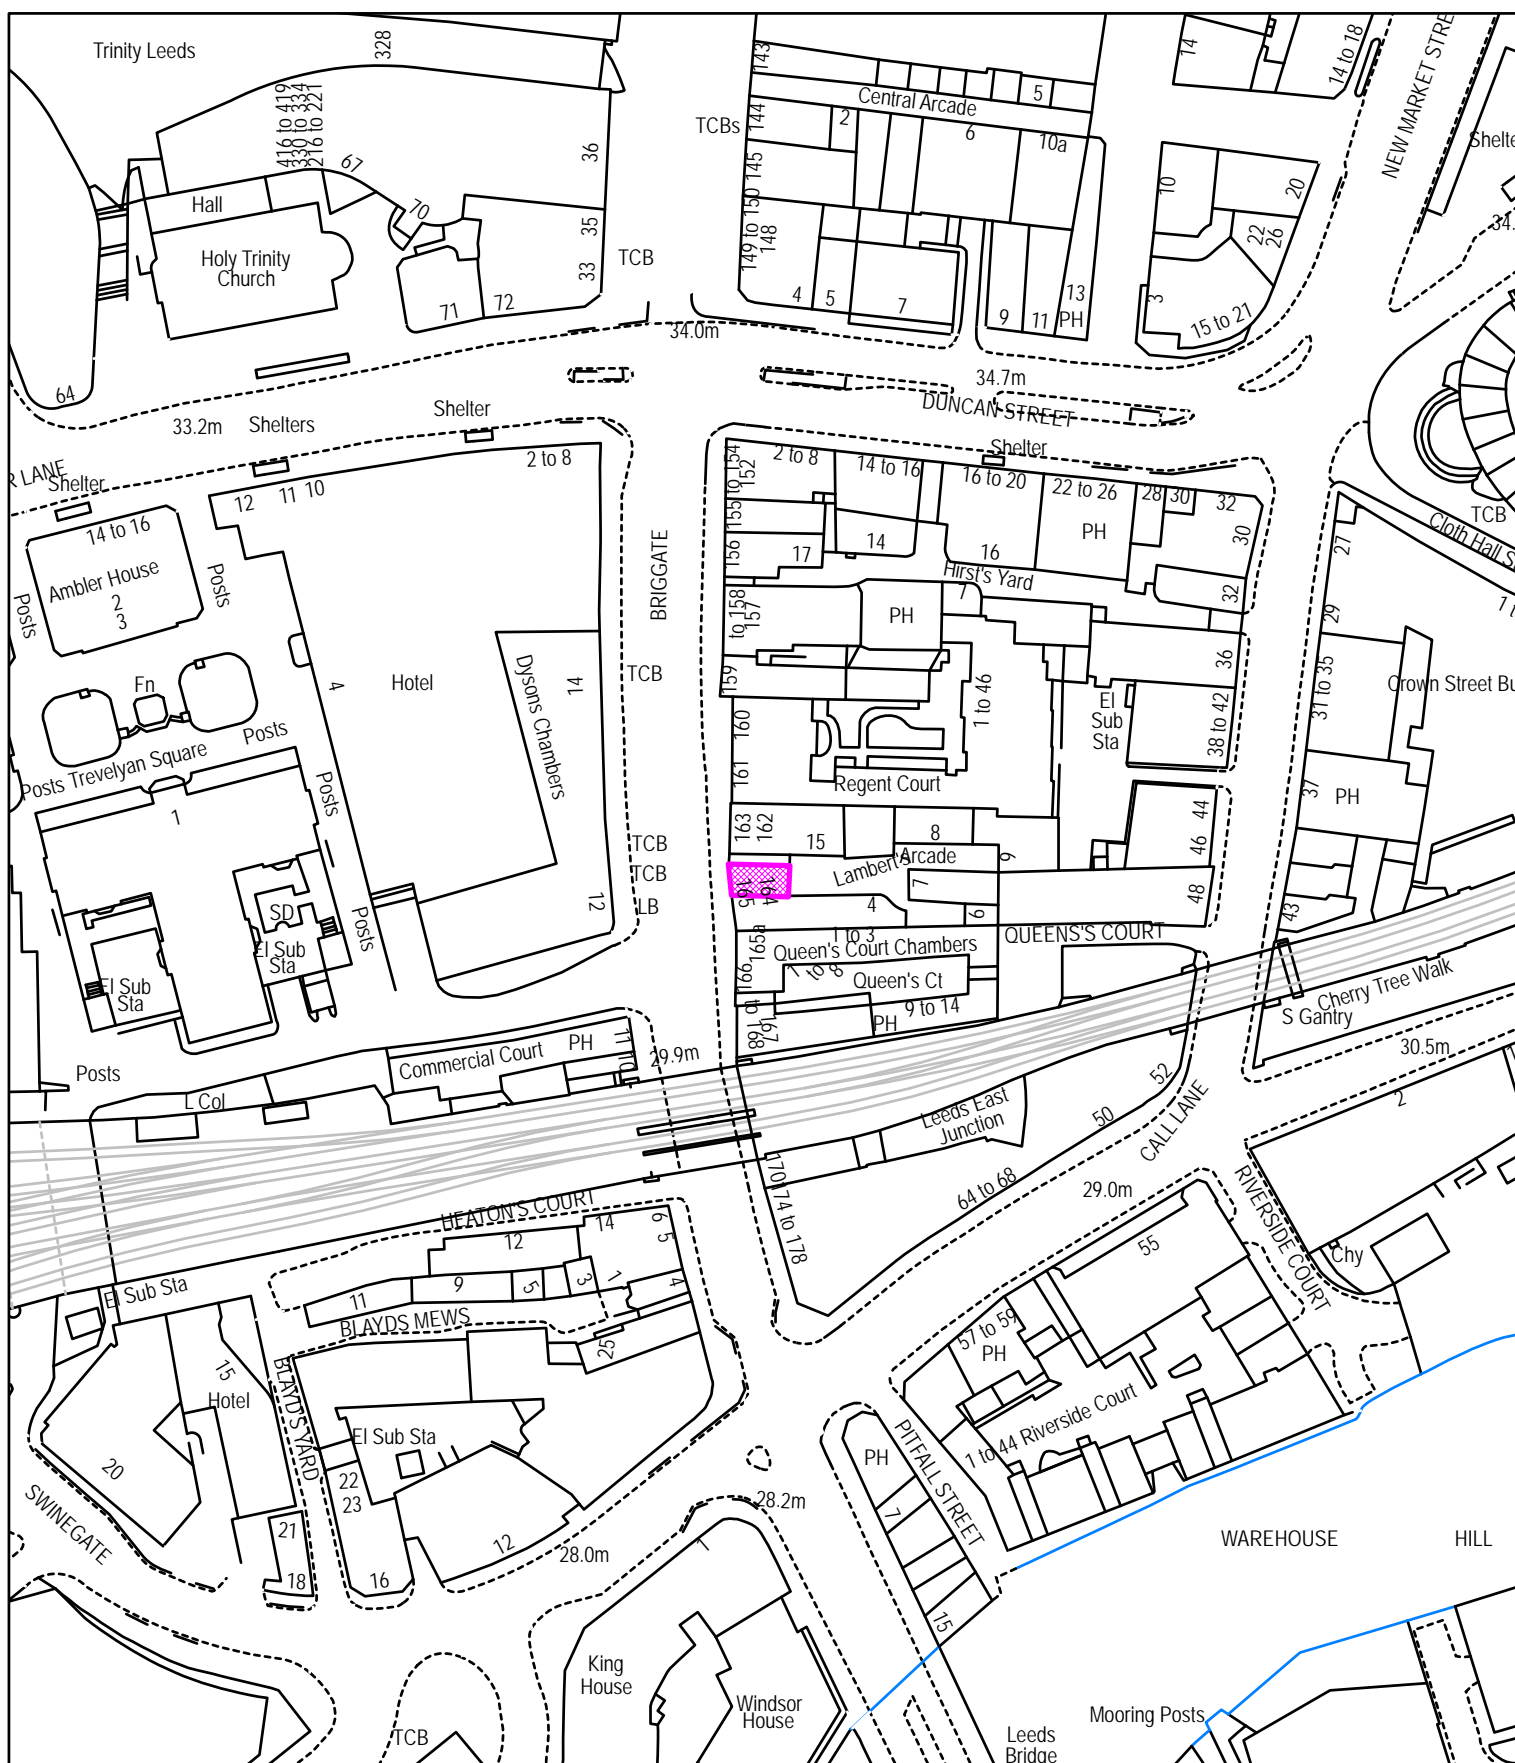 Trinity Leeds
328
416 to 419
330 to 334
216 to 221
67
36
Hall
70
35
Holy Trinity
Church
33
71
72
64
TCBs
TCB
143
Central Arcade
5
144
2
6
10a
145
149 to 150
148
4
5
7
9
11
13
PH
14
14 to 18
NEW MARKET STRE
Shelte
10
20
22
26
34.
3
15 to 21
34.0m
34.7m
DUNCAN STREET
33.2m
Shelters
Shelter
Shelter
R LANE
Shelter
2 to 8
12
11
10
14 to 16
Ambler House
2
3
Posts
Posts
Fn
4
Hotel
Dysons Chambers
14
BRIGGATE
TCB
Posts
Posts Trevelyan Square
Posts
1
SD
Posts
El Sub
Sta
El Sub
Sta
12
TCB
TCB
LB
152
to 154
2 to 8
14 to 16
16 to 20
22 to 26
28
30
32
155
156
17
14
16
PH
30
Hirst's Yard
7
32
to 158
157
PH
36
159
1 to 46
El
Sub
Sta
38 to 42
160
161
Regent Court
163
162
15
8
9
44
46
Lambert's
Arcade
165
164
7
4
6
48
1 to 3
165a
Queen's Court Chambers
QUEENS'S COURT
166
1 to 8
Queen's Ct
9 to 14
to
168
167
PH
TCB
Cloth Hall S
27
29
1 t
31 to 35
Crown Street Bu
37
PH
43
Cherry Tree Walk
S Gantry
30.5m
Posts
L Col
Commercial Court
PH
11
10
29.9m
Leeds East
Junction
52
50
CALL LANE
2
170
174 to 178
64 to 68
29.0m
RIVERSIDE COURT
HEATON'S COURT
6
5
14
12
9
5
3
1
4
11
BLAYDS MEWS
El Sub Sta
25
15
Hotel
BLAYD'S YARD
El Sub Sta
22
23
20
SWINEGATE
21
18
16
12
28.0m
28.2m
55
Chy
57 to 59
PH
1 to 44 Riverside Court
PH
7
PITFALL STREET
15
WAREHOUSE
HILL
1
King
House
Windsor
House
TCB
Mooring Posts
Leeds
Bridge